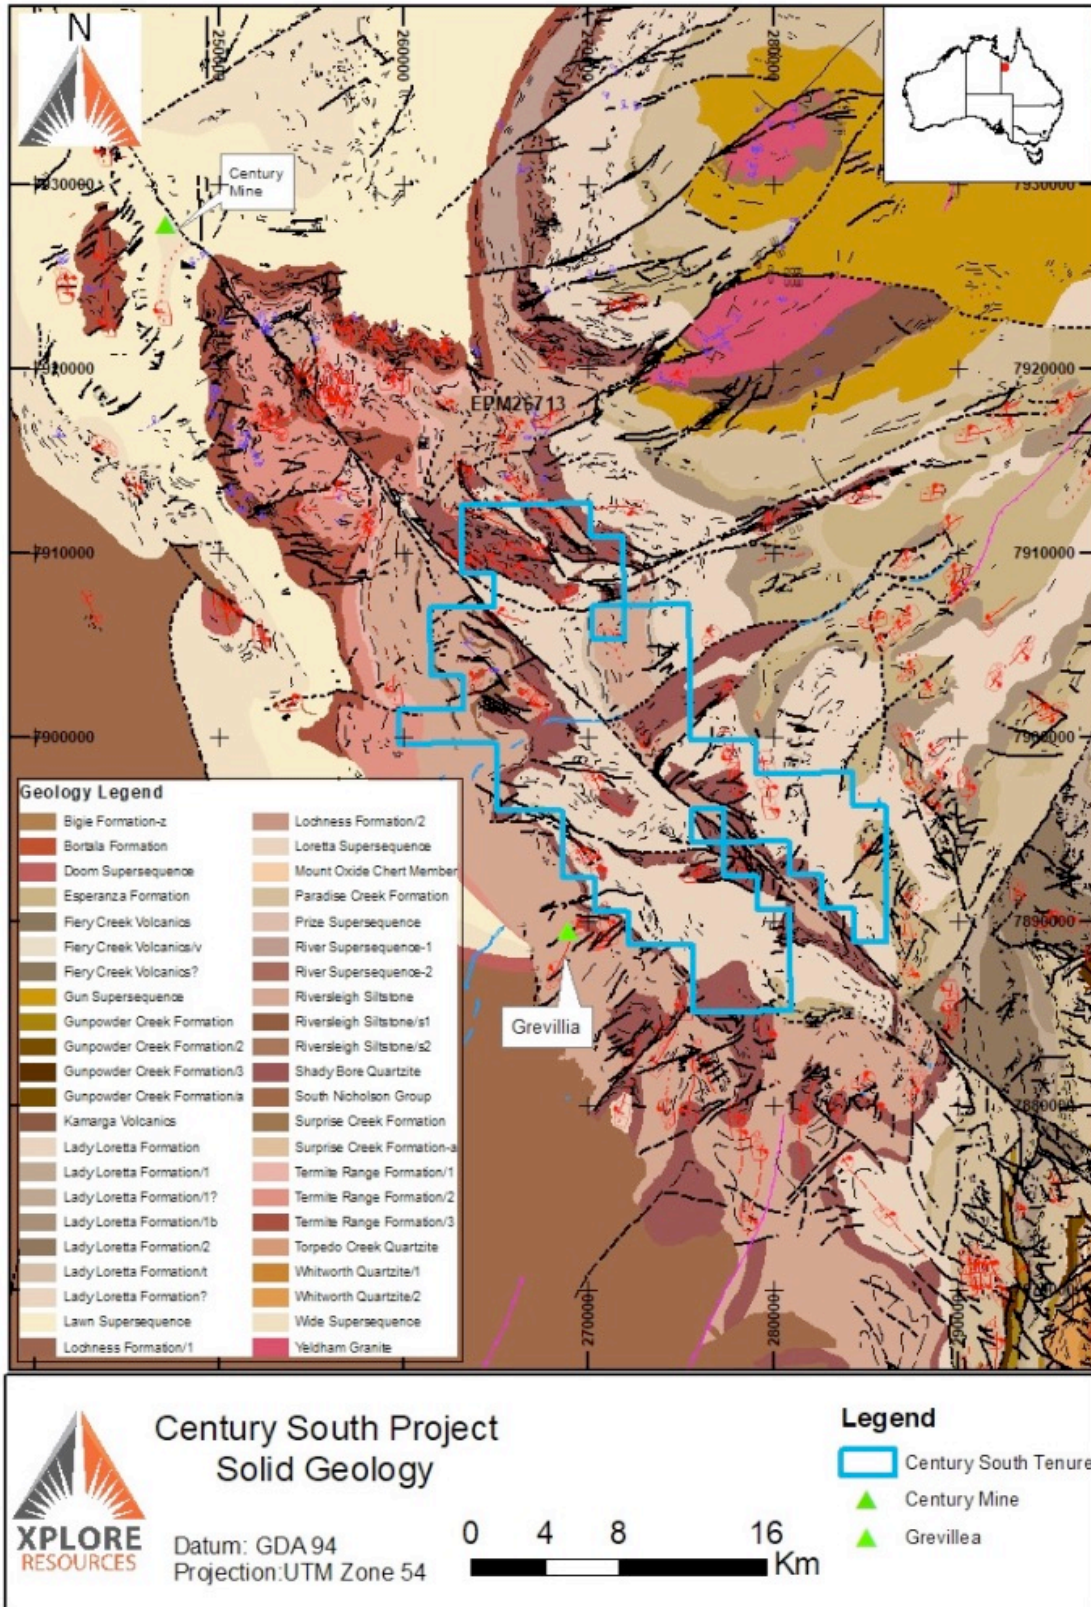 N
250000
260000
270000
280000
Century
Mine
7930000
7930000
7920000
7920000
EPM26713
7910000
7910000
7900000
7900000
7890000
7880000
Grevillia
270000
280000
Geology Legend
Bigie Formation-z
Bortala Formation
Doom Supersequence
Esperanza Formation
Fiery Creek Volcanics
Fiery Creek Volcanics/v
Fiery Creek Volcanics?
Gun Supersequence
Gunpowder Creek Formation
Gunpowder Creek Formation/2
Gunpowder Creek Formation/3
Gunpowder Creek Formation/a
Kamarga Volcanics
Lady Loretta Formation
Lady Loretta Formation/1
Lady Loretta Formation/1?
Lady Loretta Formation/1b
Lady Loretta Formation/2
Lady Loretta Formation/t
Lady Loretta Formation?
Lawn Supersequence
Lochness Formation/1
Lochness Formation/2
Loretta Supersequence
Mount Oxide Chert Member
Paradise Creek Formation
Prize Supersequence
River Supersequence-1
River Supersequence-2
Riversleigh Siltstone
Riversleigh Siltstone/s1
Riversleigh Siltstone/s2
Shady Bore Quartzite
South Nicholson Group
Surprise Creek Formation
Surprise Creek Formation-a
Termite Range Formation/1
Termite Range Formation/2
Termite Range Formation/3
Torpedo Creek Quartzite
Whitworth Quartzite/1
Whitworth Quartzite/2
Wide Supersequence
Yeldham Granite
XPLORE
RESOURCES
Century South Project
Solid Geology
Datum: GDA 94
Projection:UTM Zone 54
0 4 8 16
Km
Legend
Century South Tenure
Century Mine
Grevillea